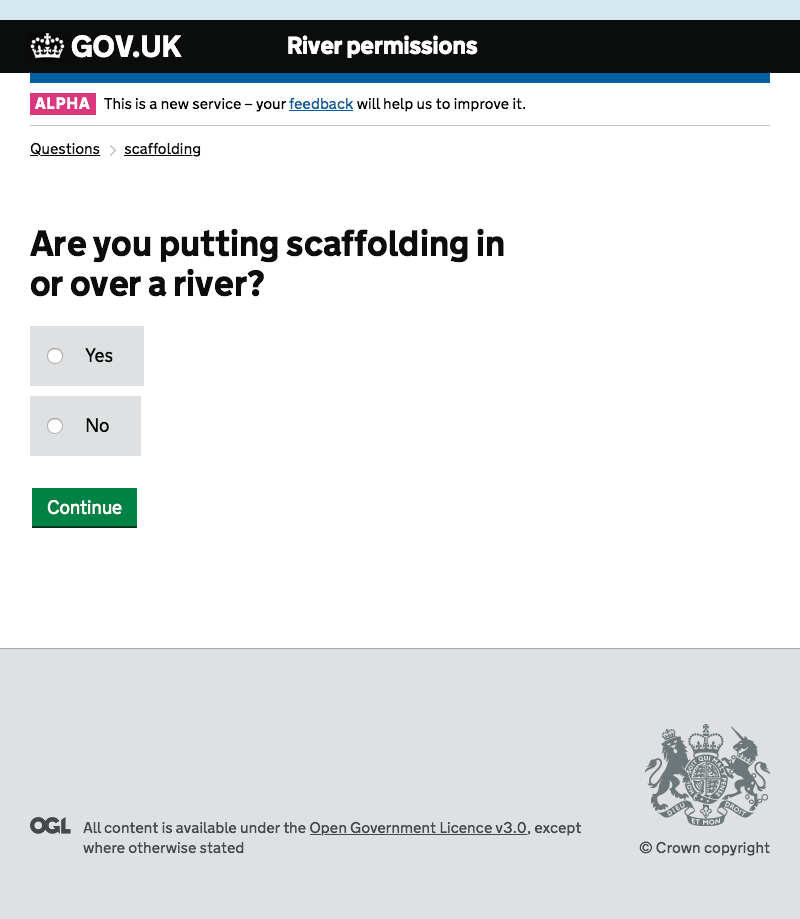 GOV.UK River permissions
ALPHA This is a new service – your feedback will help us to improve it.
Questions scaffolding
Are you putting scaffolding in
or over a river?
Yes
No
Continue
OGL All content is available under the Open Government Licence v3.0, except
where otherwise stated
DIEU ET MON DROIT
© Crown copyright